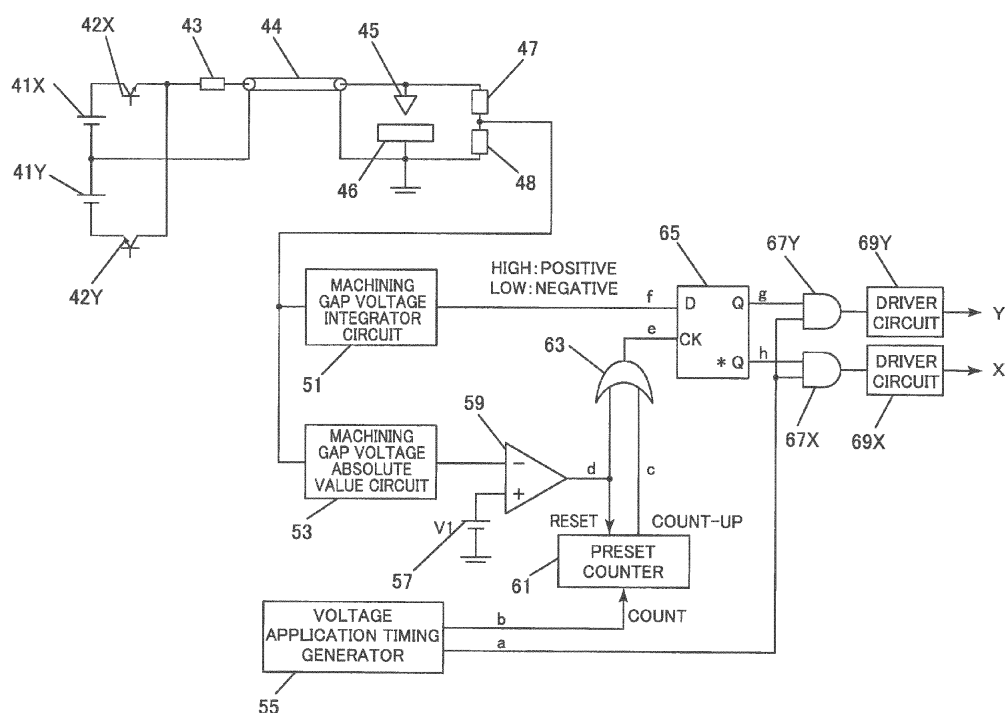 42X
43
44
45
47
41X
41Y
46
48
42Y
HIGH:POSITIVE
LOW:NEGATIVE
65
67Y
69Y
MACHINING
GAP VOLTAGE
INTEGRATOR
CIRCUIT
51
f
D
Q
g
DRIVER
CIRCUIT
Y
e
CK
63
*Q
h
DRIVER
CIRCUIT
X
67X
69X
59
MACHINING
GAP VOLTAGE
ABSOLUTE
VALUE CIRCUIT
53
−
+
d
c
V1
57
RESET
COUNT-UP
61
PRESET
COUNTER
COUNT
VOLTAGE
APPLICATION TIMING
GENERATOR
b
a
55